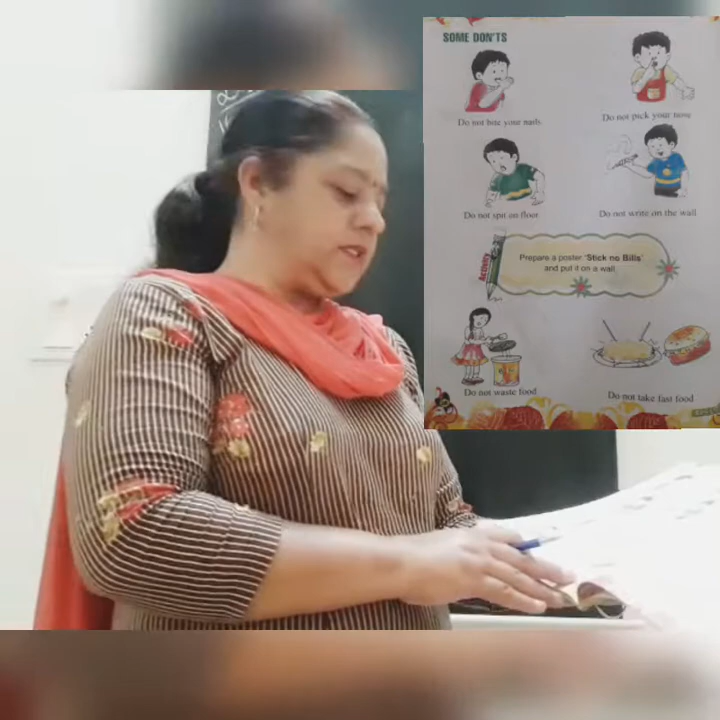 SOME DON'TS
Do not bite your nails
Do not pick your nose
Do not spit on floor
Do not write on the wall
Activity
Prepare a poster 'Stick no Bills'
and put it on a wall
Do not waste food
Do not take fast food